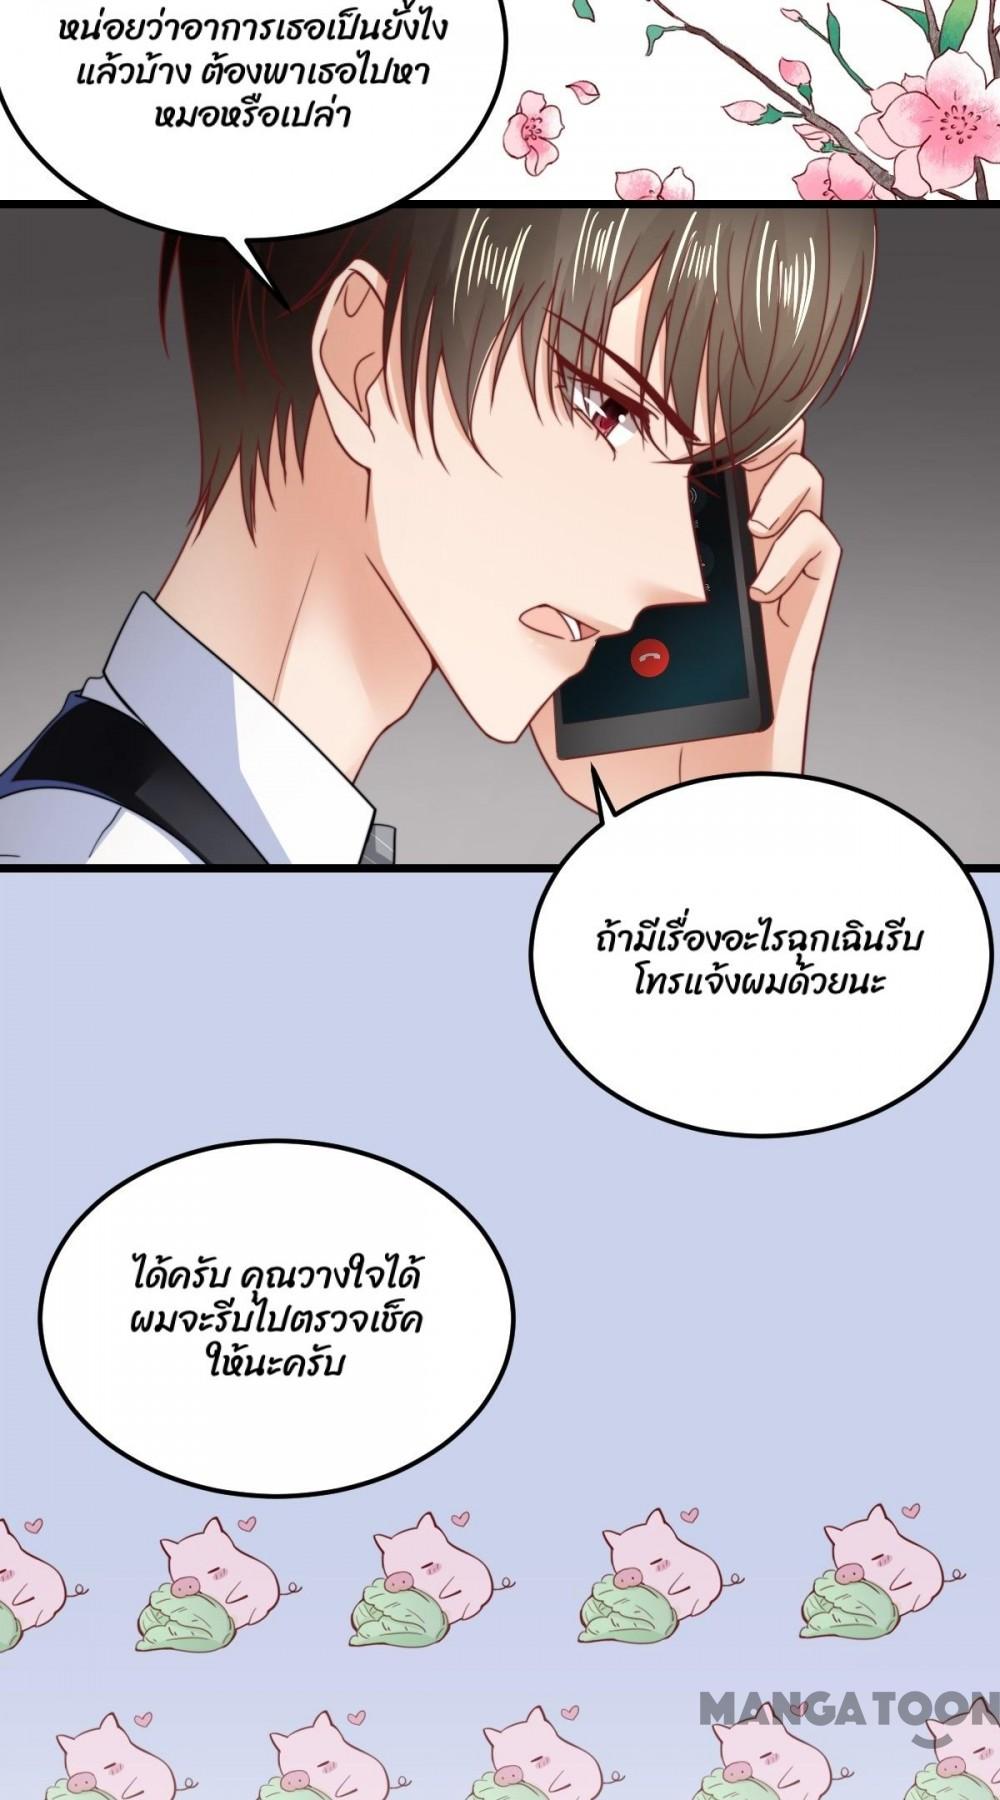 หน่อยว่าอาการเธอเป็นยังไง
แล้วบ้าง ต้องพาเธอไปหา
หมอหรือเปล่า
ถ้ามีเรื่องอะไรฉุกเฉินรีบ
โทรแจ้งผมด้วยนะ
ได้ครับ คุณวางใจได้
ผมจะรีบไปตรวจเช็ค
ให้นะครับ
MANGATOON